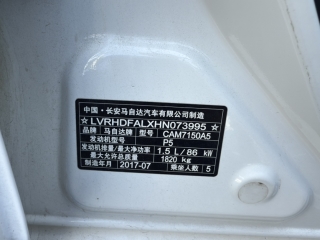 中国·长安马自达汽车有限公司制造
☆LVRHDFALXHN073995☆
品牌 马自达牌 型号 CAM7150A5
发动机型号 P5
发动机排量/最大净功率 1.5 L/86 kW
最大允许总质量 1820 kg
制造年月 2017-07 乘坐人数 5